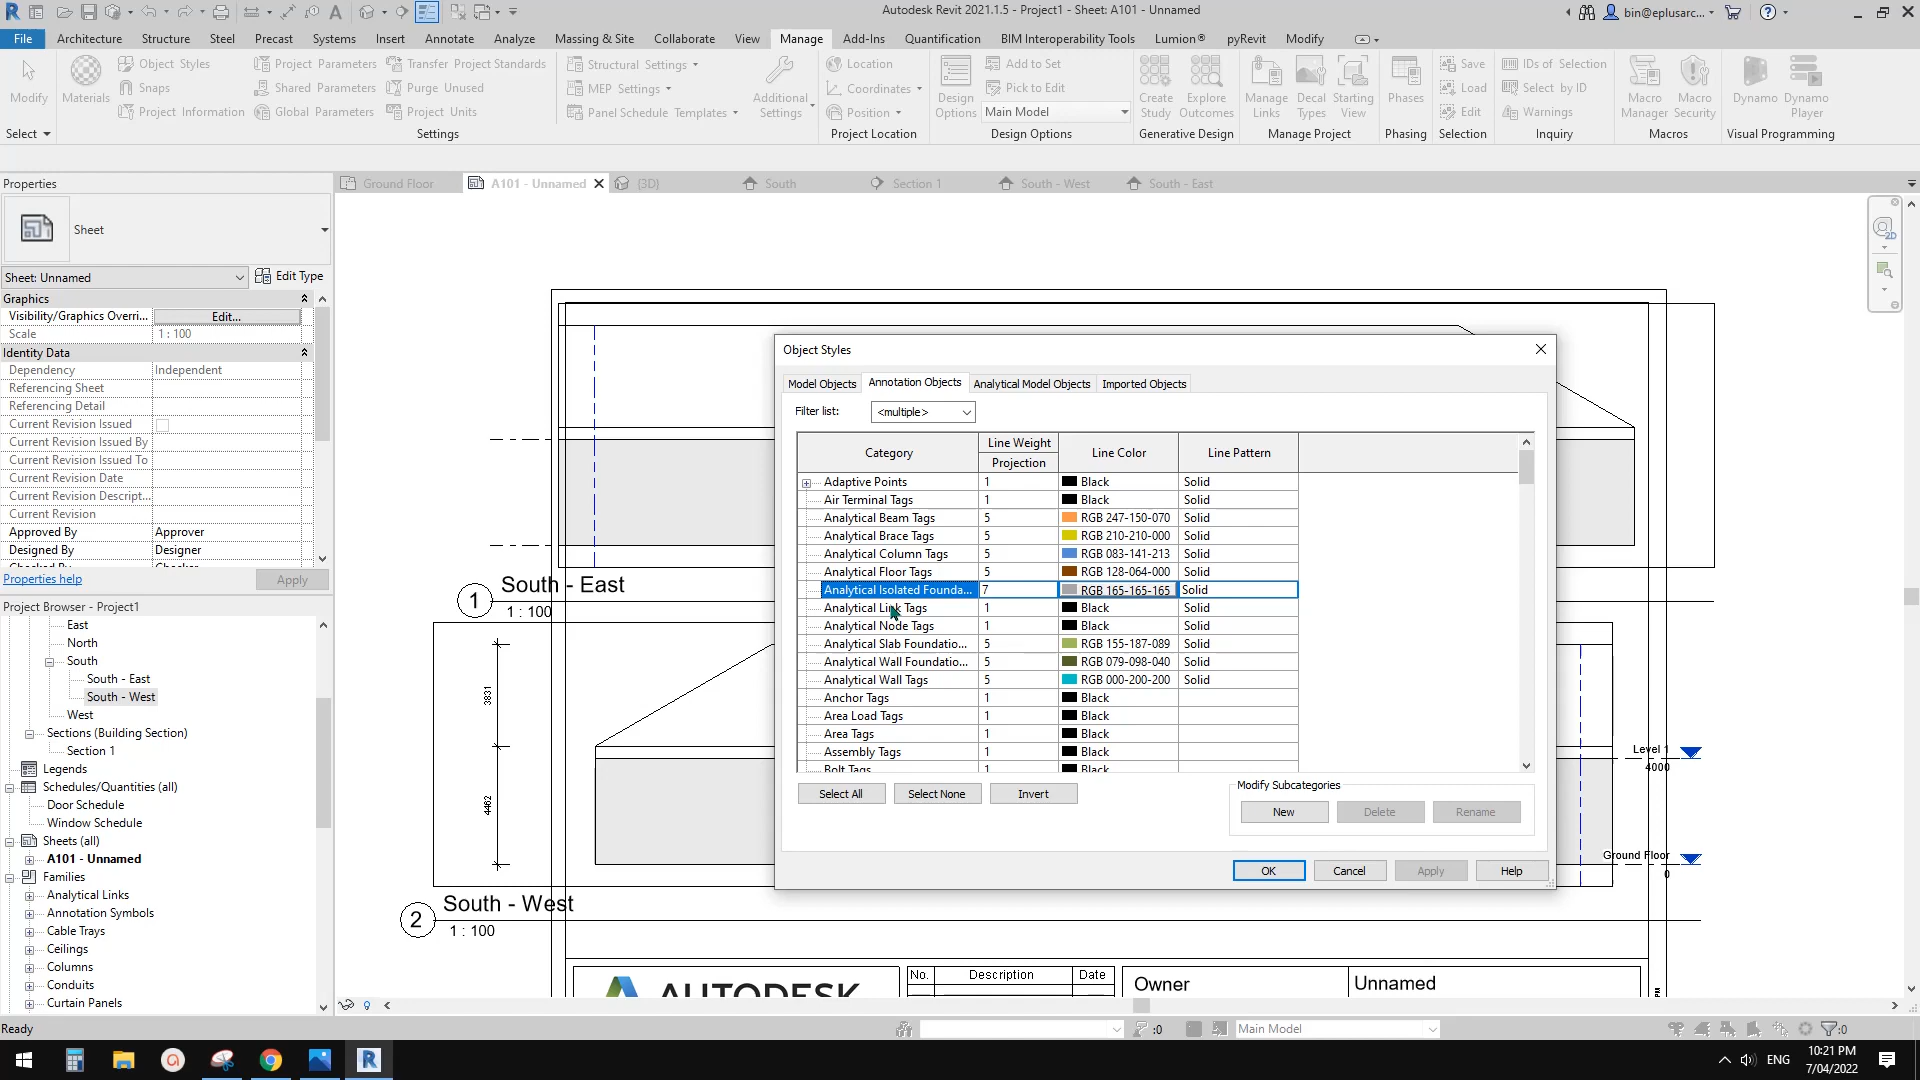 Autodesk Revit 2021.1.5 - Project1 - Sheet: A101 - Unnamed
bin@eplusarc...
File Architecture Structure Steel Precast Systems Insert Annotate Analyze Massing & Site Collaborate View Manage Add-Ins Quantification BIM Interoperability Tools Lumion® pyRevit Modify
Object Styles Project Parameters Transfer Project Standards Structural Settings Location Add to Set Save IDs of Selection
Snaps Shared Parameters Purge Unused MEP Settings Coordinates Pick to Edit Load Select by ID
Modify Materials Additional Settings Design Options Create Study Explore Outcomes Manage Links Decal Types Starting View Phases Macro Manager Macro Security Dynamo Dynamo Player
Project Information Global Parameters Project Units Panel Schedule Templates Position Main Model Edit Warnings
Select Settings Project Location Design Options Generative Design Manage Project Phasing Selection Inquiry Macros Visual Programming
Properties
Ground Floor A101 - Unnamed (3D) South Section 1 South - West South - East
Sheet
Sheet: Unnamed Edit Type
Graphics
Visibility/Graphics Overri... Edit...
Scale 1 : 100
Identity Data
Dependency Independent
Referencing Sheet
Referencing Detail
Current Revision Issued
Current Revision Issued By
Current Revision Issued To
Current Revision Date
Current Revision Descript...
Current Revision
Approved By Approver
Designed By Designer
Checked By Checker
Properties help Apply
Project Browser - Project1
East
North
South
South - East
South - West
West
Sections (Building Section)
Section 1
Legends
Schedules/Quantities (all)
Door Schedule
Window Schedule
Sheets (all)
A101 - Unnamed
Families
Analytical Links
Annotation Symbols
Cable Trays
Ceilings
Columns
Conduits
Curtain Panels
1 South - East
1 : 100
3831
4462
2 South - West
1 : 100
Level 1
4000
Ground Floor
0
No. Description Date
AUTODESK
Owner
Unnamed
Object Styles
Model Objects Annotation Objects Analytical Model Objects Imported Objects
Filter list: <multiple>
Category Line Weight Line Color Line Pattern
Projection
Adaptive Points 1 Black Solid
Air Terminal Tags 1 Black Solid
Analytical Beam Tags 5 RGB 247-150-070 Solid
Analytical Brace Tags 5 RGB 210-210-000 Solid
Analytical Column Tags 5 RGB 083-141-213 Solid
Analytical Floor Tags 5 RGB 128-064-000 Solid
Analytical Isolated Founda... 7 RGB 165-165-165 Solid
Analytical Link Tags 1 Black Solid
Analytical Node Tags 1 Black Solid
Analytical Slab Foundatio... 5 RGB 155-187-089 Solid
Analytical Wall Foundatio... 5 RGB 079-098-040 Solid
Analytical Wall Tags 5 RGB 000-200-200 Solid
Anchor Tags 1 Black
Area Load Tags 1 Black
Area Tags 1 Black
Assembly Tags 1 Black
Bolt Tags 1 Black
Select All Select None Invert
Modify Subcategories
New Delete Rename
OK Cancel Apply Help
Ready
:0 Main Model :0
ENG
10:21 PM
7/04/2022